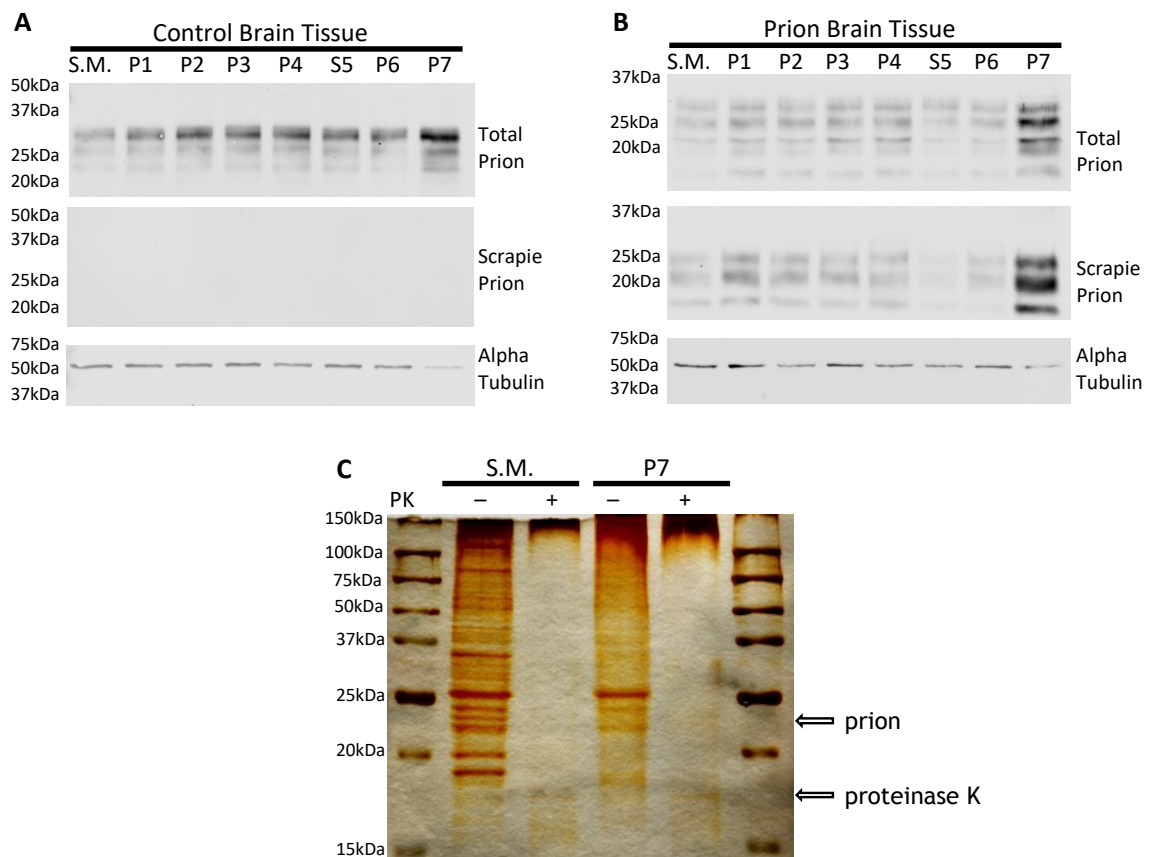 A
Control Brain Tissue
S.M. P1 P2 P3 P4 S5 P6 P7
50kDa
37kDa
25kDa
20kDa
Total
Prion
50kDa
37kDa
25kDa
20kDa
Scrapie
Prion
75kDa
50kDa
37kDa
Alpha
Tubulin
B
Prion Brain Tissue
S.M. P1 P2 P3 P4 S5 P6 P7
37kDa
25kDa
20kDa
Total
Prion
37kDa
25kDa
20kDa
Scrapie
Prion
75kDa
50kDa
37kDa
Alpha
Tubulin
C
S.M. P7
PK – + – +
150kDa
100kDa
75kDa
50kDa
37kDa
25kDa
prion
20kDa
proteinase K
15kDa